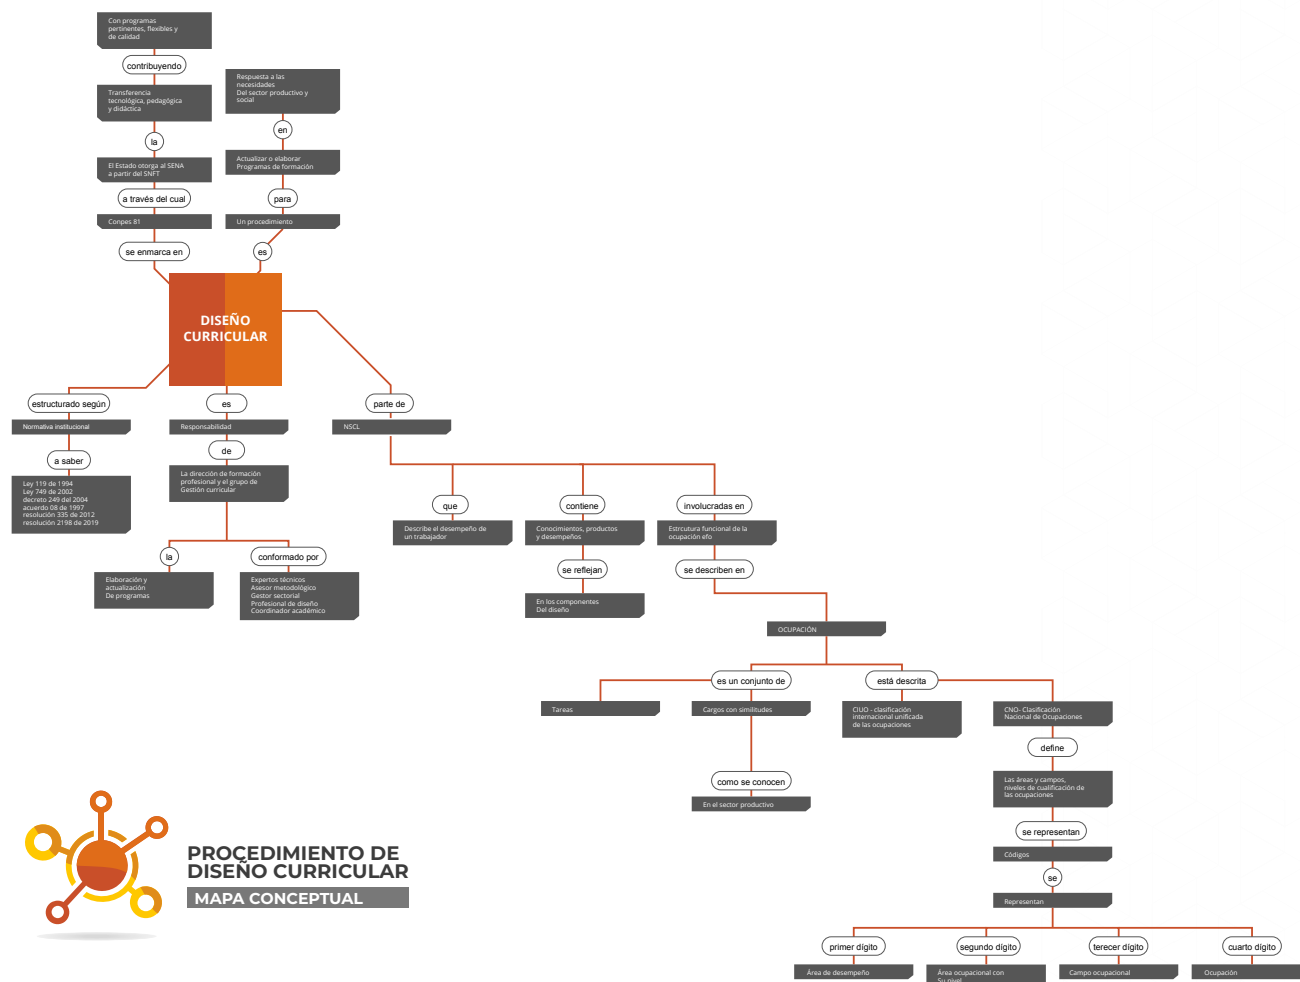 Con programas
pertinentes, flexibles y
de calidad
contribuyendo
Transferencia
tecnológica, pedagógica
y didáctica
la
El Estado otorga al SENA
a partir del SNFT
a través del cual
Conpes 81
se enmarca en
Respuesta a las
necesidades
Del sector productivo y
social
en
Actualizar o elaborar
Programas de formación
para
Un procedimiento
es
DISEÑO
CURRICULAR
estructurado según
Normativa institucional
a saber
Ley 119 de 1994
Ley 749 de 2002
decreto 249 del 2004
acuerdo 08 de 1997
resolución 335 de 2012
resolución 2198 de 2019
es
Responsabilidad
de
La dirección de formación
profesional y el grupo de
Gestión curricular
la
Elaboración y
actualización
De programas
conformado por
Expertos técnicos
Asesor metodológico
Gestor sectorial
Profesional de diseño
Coordinador académico
parte de
NSCL
que
Describe el desempeño de
un trabajador
contiene
Conocimientos, productos
y desempeños
se reflejan
En los componentes
Del diseño
involucradas en
Estrcutura funcional de la
ocupación efo
se describen en
OCUPACIÓN
es un conjunto de
Tareas
Cargos con similitudes
como se conocen
En el sector productivo
está descrita
CIUO - clasificación
internacional unificada
de las ocupaciones
CNO- Clasificación
Nacional de Ocupaciones
define
Las áreas y campos,
niveles de cualificación de
las ocupaciones
se representan
Códigos
se
Representan
primer dígito
Área de desempeño
segundo dígito
Área ocupacional con
Su nivel
terecer dígito
Campo ocupacional
cuarto dígito
Ocupación
PROCEDIMIENTO DE
DISEÑO CURRICULAR
MAPA CONCEPTUAL